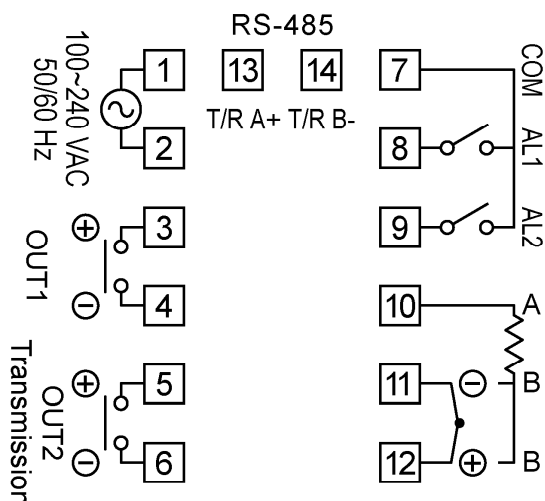 RS-485
100~240 VAC
50/60 Hz
1
13
14
7
COM
T/R A+ T/R B-
2
8
AL1
3
9
AL2
OUT1
4
10
A
5
11
B
OUT2
Transmission
6
12
B